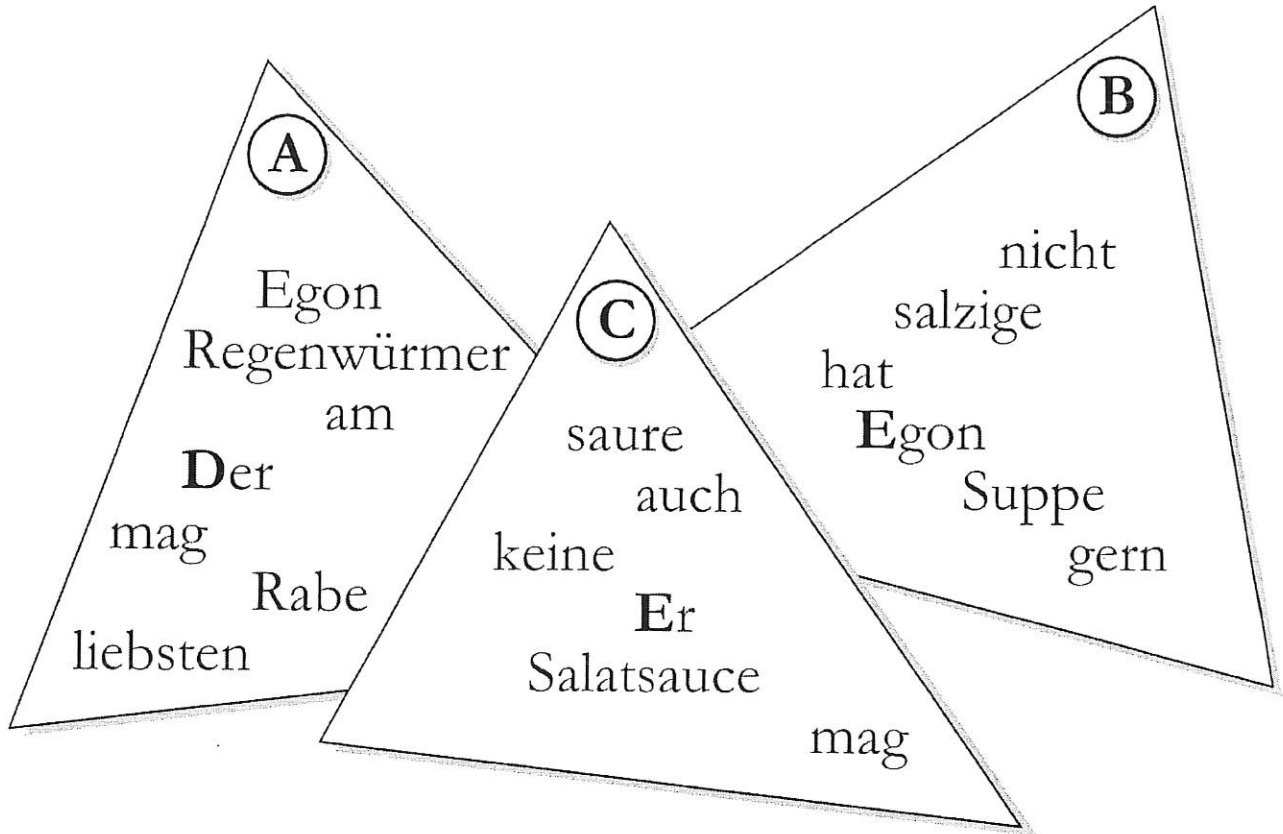 A
Egon
Regenwürmer
am
Der
mag
Rabe
liebsten
B
nicht
salzige
hat
Egon
Suppe
gern
C
saure
auch
keine
Er
Salatsauce
mag